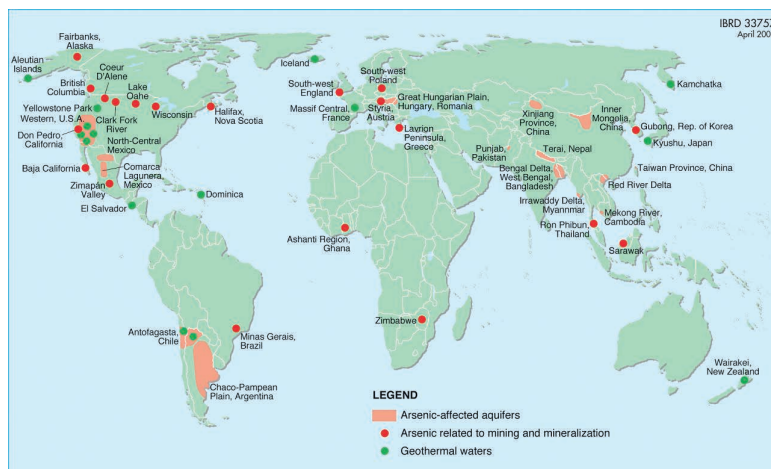 IBRD 33753
April 200
Fairbanks,
Alaska
Aleutian
Islands
British
Columbia
Coeur
D'Alene
Lake
Oahe
Wisconsin
Halifax,
Nova Scotia
Yellowstone Park
Western, U.S.A.
Clark Fork
River
Don Pedro,
California
North-Central
Mexico
Baja California
Comarca
Lagunera,
Mexico
Zimapan
Valley
El Salvador
Dominica
Antofagasta,
Chile
Minas Gerais,
Brazil
Chaco-Pampean
Plain, Argentina
Iceland
South-west
England
South-west
Poland
Massif Central,
France
Styria,
Austria
Great Hungarian Plain,
Hungary, Romania
Lavrion
Peninsula,
Greece
Ashanti Region,
Ghana
Zimbabwe
Kamchatka
Xinjiang
Province,
China
Inner
Mongolia,
China
Gubong, Rep. of Korea
Kyushu, Japan
Punjab,
Pakistan
Terai, Nepal
Taiwan Province, China
Bengal Delta,
West Bengal,
Bangladesh
Red River Delta
Irrawaddy Delta,
Myannmar
Mekong River,
Cambodia
Ron Phibun,
Thailand
Sarawak
Wairakei,
New Zealand
LEGEND
Arsenic-affected aquifers
Arsenic related to mining and mineralization
Geothermal waters